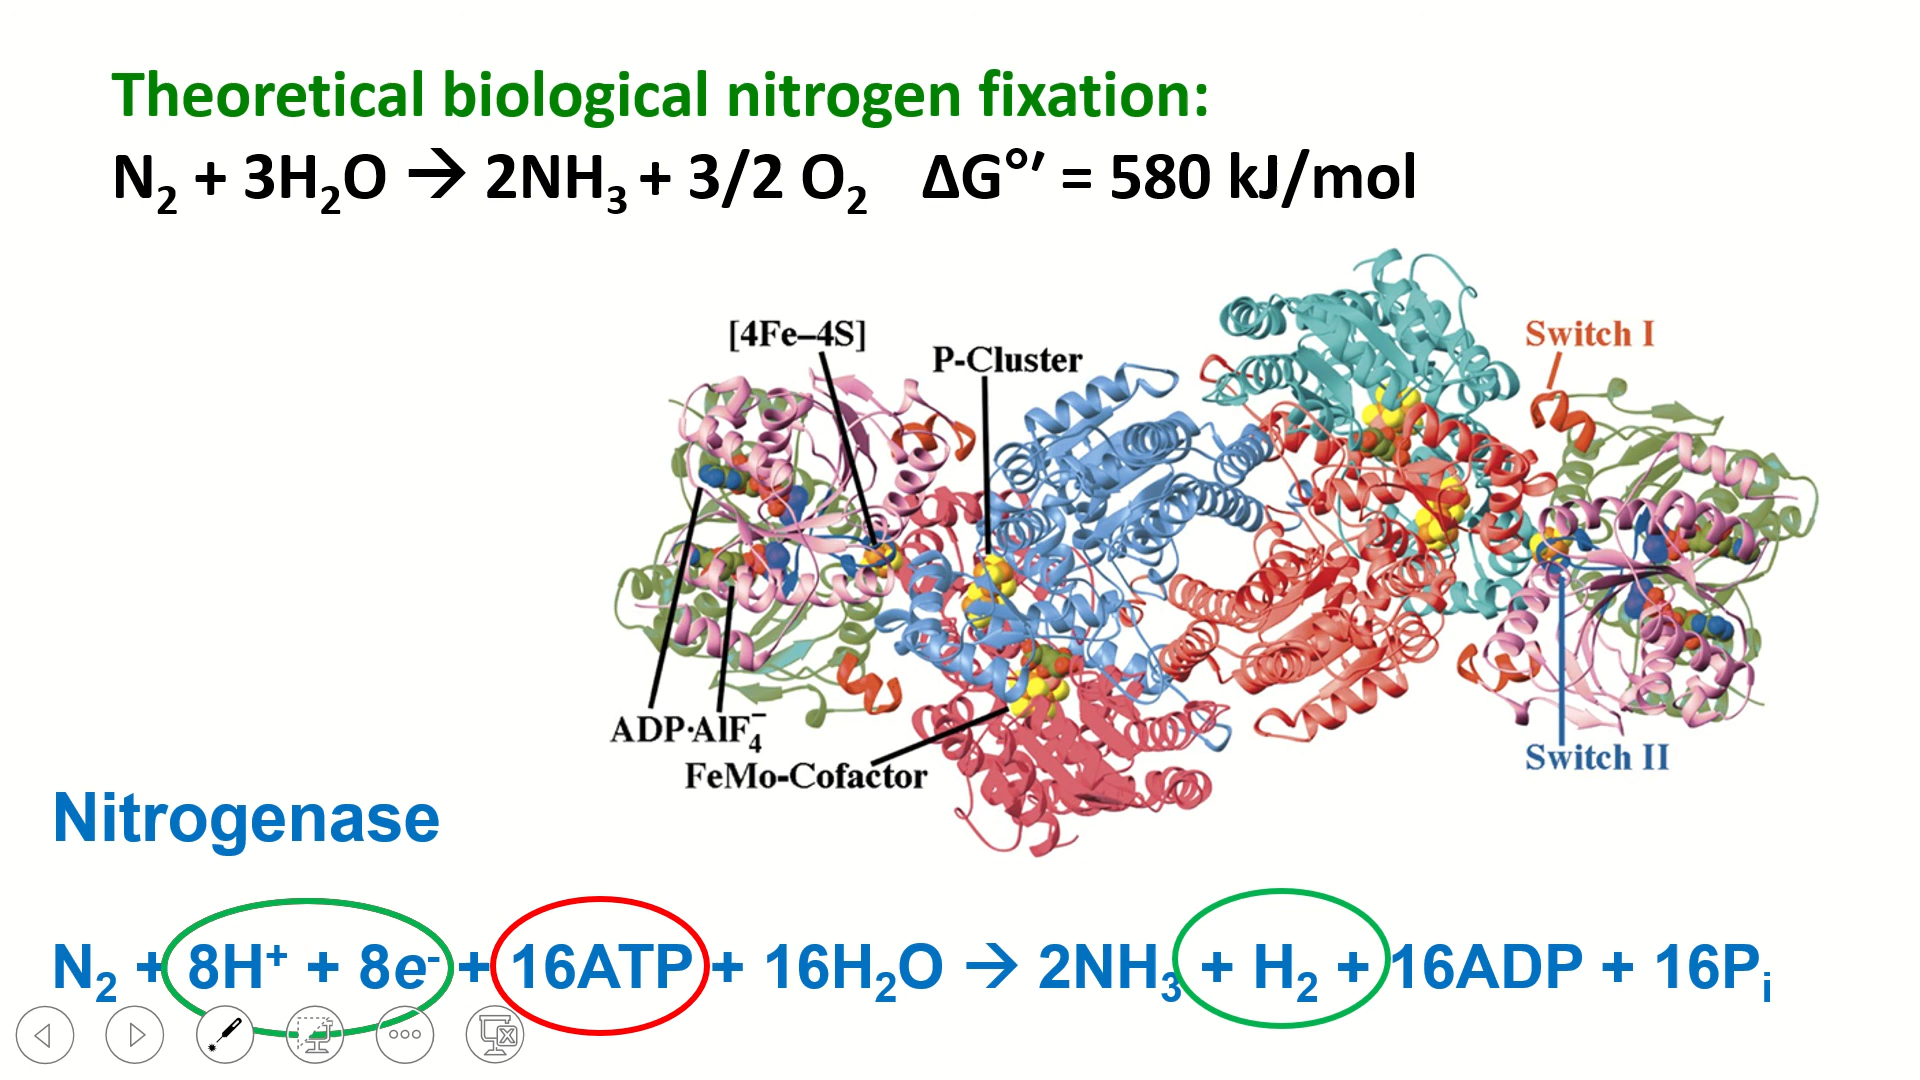 Theoretical biological nitrogen fixation:
N₂ + 3H₂O → 2NH₃ + 3/2 O₂ ΔG°′ = 580 kJ/mol
[4Fe–4S]
P-Cluster
Switch I
ADP·AlF₄⁻
FeMo-Cofactor
Switch II
Nitrogenase
N₂ + 8H⁺ + 8e⁻ + 16ATP + 16H₂O → 2NH₃ + H₂ + 16ADP + 16Pᵢ